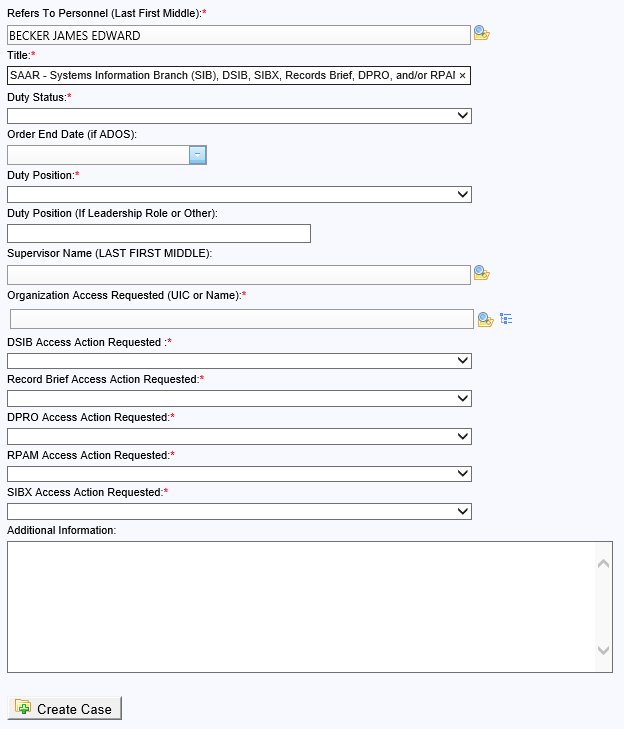 Refers To Personnel (Last First Middle):*
BECKER JAMES EDWARD
Title:*
SAAR - Systems Information Branch (SIB), DSIB, SIBX, Records Brief, DPRO, and/or RPAM ×
Duty Status:*
Order End Date (if ADOS):
Duty Position:*
Duty Position (If Leadership Role or Other):
Supervisor Name (LAST FIRST MIDDLE):
Organization Access Requested (UIC or Name):*
DSIB Access Action Requested :*
Record Brief Access Action Requested:*
DPRO Access Action Requested:*
RPAM Access Action Requested:*
SIBX Access Action Requested:*
Additional Information:
Create Case